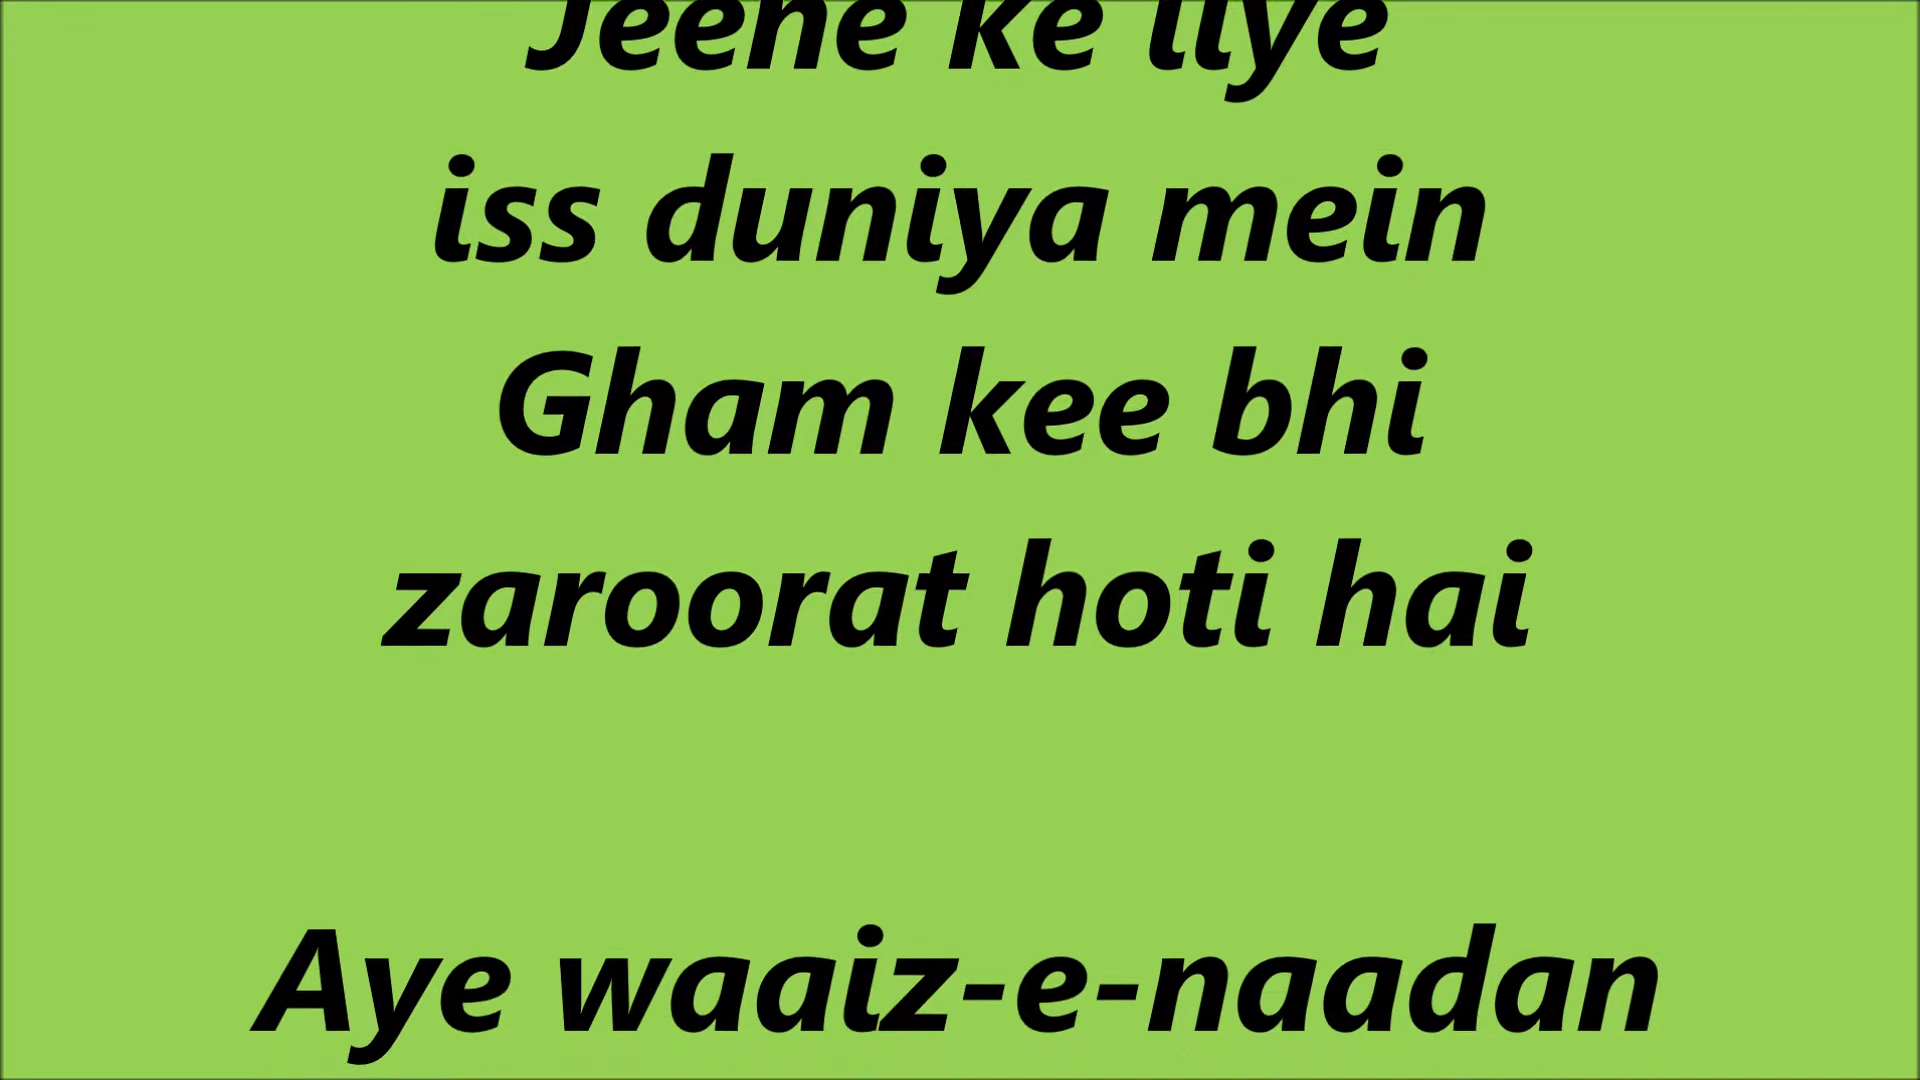 Jeene ke liye
iss duniya mein
Gham kee bhi
zaroorat hoti hai
Aye waaiz-e-naadan